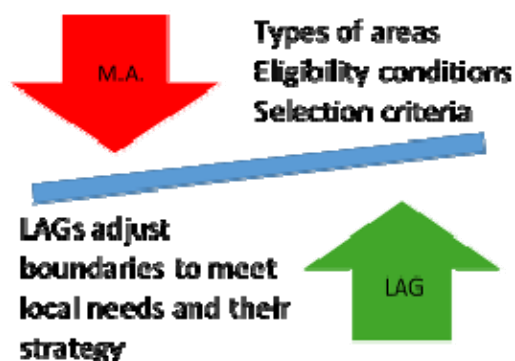 M.A.
Types of areas
Eligibility conditions
Selection criteria
LAGs adjust
boundaries to meet
local needs and their
strategy
LAG